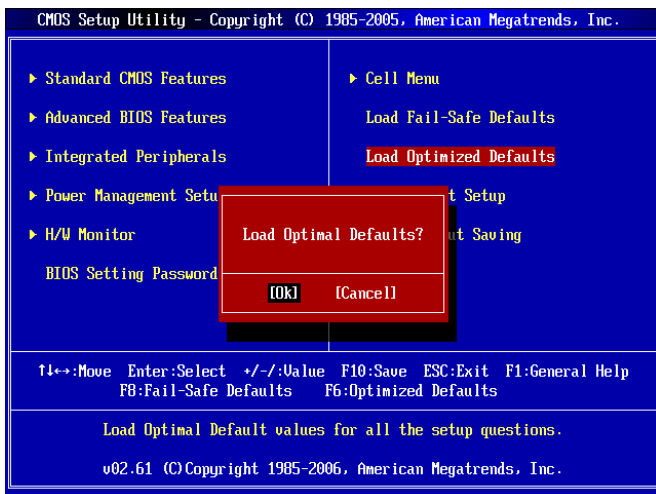 CMOS Setup Utility - Copyright (C) 1985-2005, American Megatrends, Inc.
▶ Standard CMOS Features
▶ Advanced BIOS Features
▶ Integrated Peripherals
▶ Power Management Setu
▶ H/W Monitor
BIOS Setting Password
▶ Cell Menu
Load Fail-Safe Defaults
Load Optimized Defaults
t Setup
ut Saving
Load Optimal Defaults?
[Ok] [Cancel]
↑↓↔:Move Enter:Select +/-/:Value F10:Save ESC:Exit F1:General Help
F8:Fail-Safe Defaults F6:Optimized Defaults
Load Optimal Default values for all the setup questions.
v02.61 (C)Copyright 1985-2006, American Megatrends, Inc.